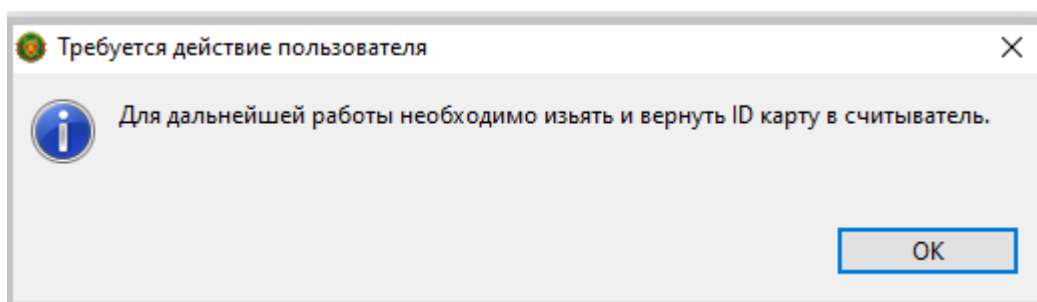 Требуется действие пользователя
Для дальнейшей работы необходимо изьять и вернуть ID карту в считыватель.
OK